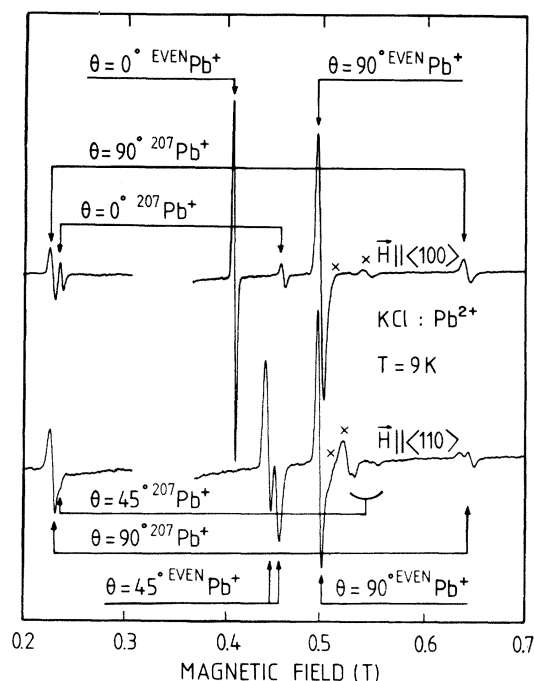 θ=0° EVENPb⁺
θ=90° EVENPb⁺
θ=90° ²⁰⁷Pb⁺
θ=0° ²⁰⁷Pb⁺
x x H⃗||<100>
KCl : Pb²⁺
T = 9K
x x H⃗||<110>
θ=45° ²⁰⁷Pb⁺
θ=90° ²⁰⁷Pb⁺
θ=45° EVENPb⁺
θ=90° EVENPb⁺
0.2 0.3 0.4 0.5 0.6 0.7
MAGNETIC FIELD (T)